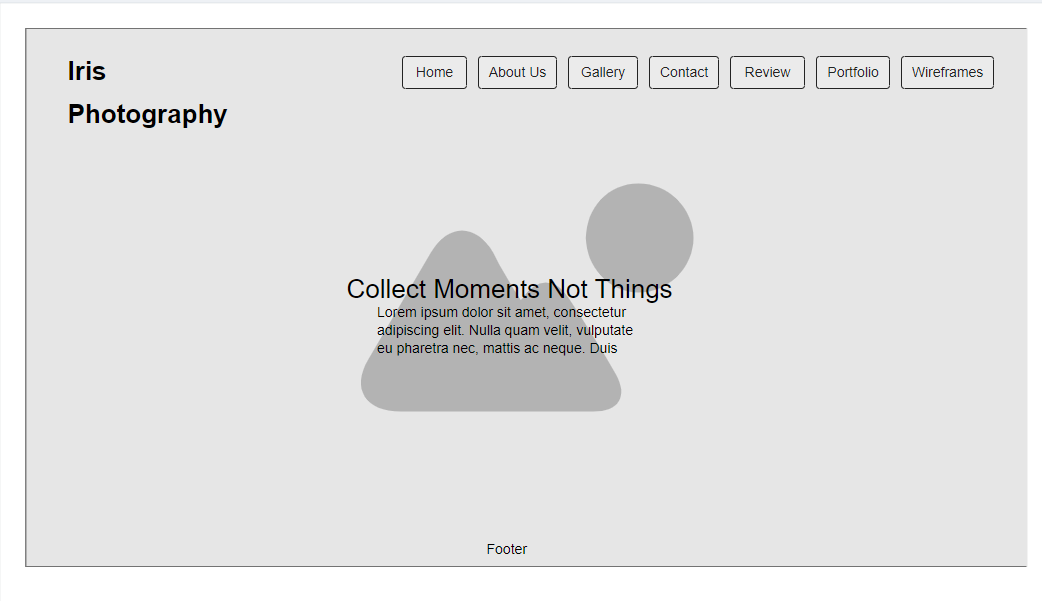 Iris
Photography
Home About Us Gallery Contact Review Portfolio Wireframes
Collect Moments Not Things
Lorem ipsum dolor sit amet, consectetur
adipiscing elit. Nulla quam velit, vulputate
eu pharetra nec, mattis ac neque. Duis
Footer